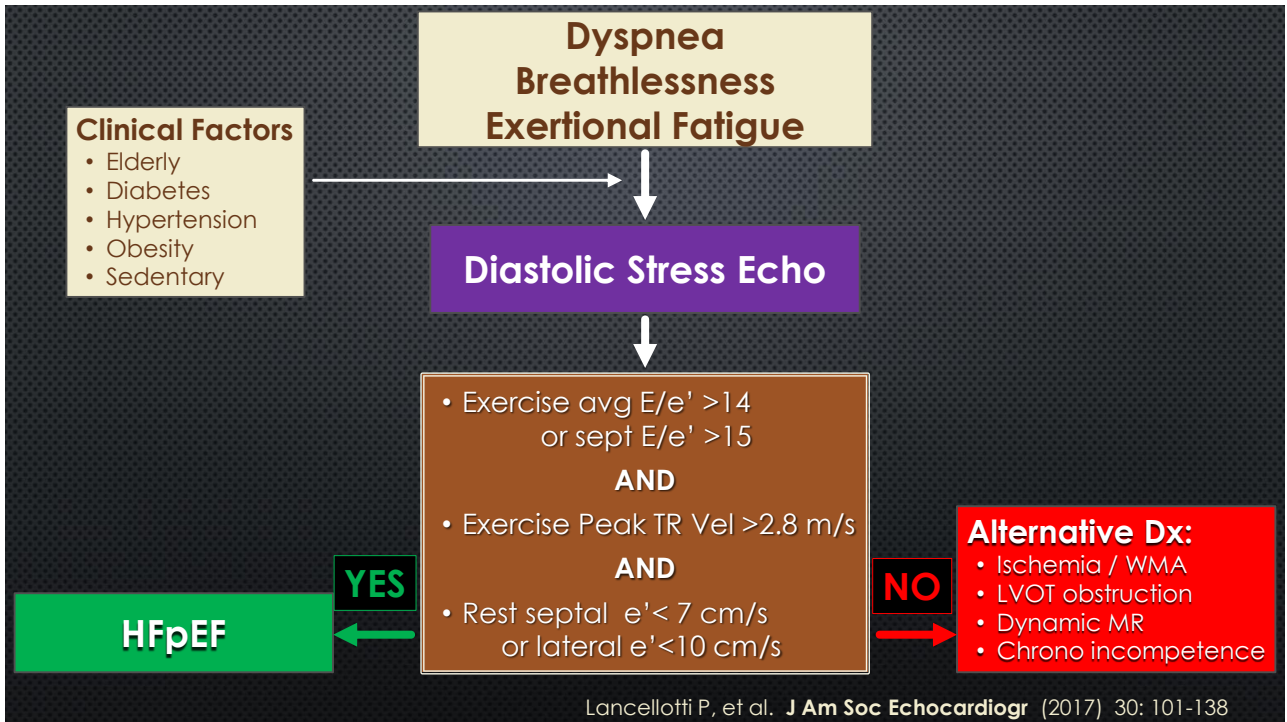 Dyspnea
Breathlessness
Exertional Fatigue
Clinical Factors
• Elderly
• Diabetes
• Hypertension
• Obesity
• Sedentary
Diastolic Stress Echo
• Exercise avg E/e’ >14
or sept E/e’ >15
AND
• Exercise Peak TR Vel >2.8 m/s
AND
• Rest septal e’< 7 cm/s
or lateral e’<10 cm/s
YES
HFpEF
NO
Alternative Dx:
• Ischemia / WMA
• LVOT obstruction
• Dynamic MR
• Chrono incompetence
Lancellotti P, et al. J Am Soc Echocardiogr (2017) 30: 101-138